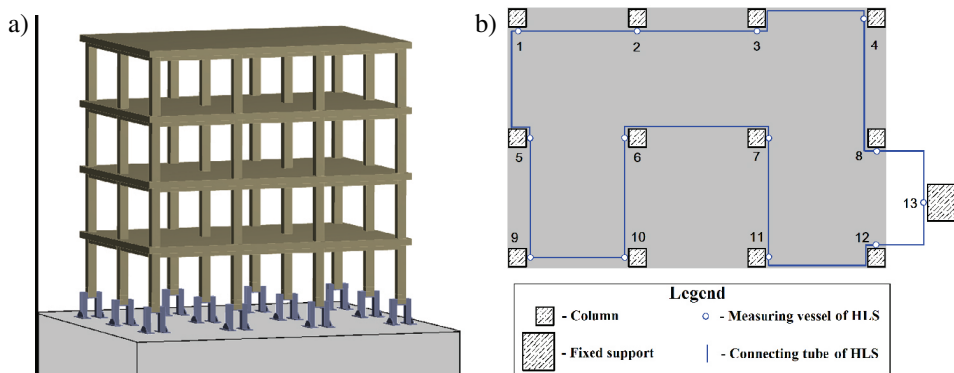 a)
b)
1 2 3 4
5 6 7 8
13
9 10 11 12
Legend
- Column
- Measuring vessel of HLS
- Fixed support
- Connecting tube of HLS